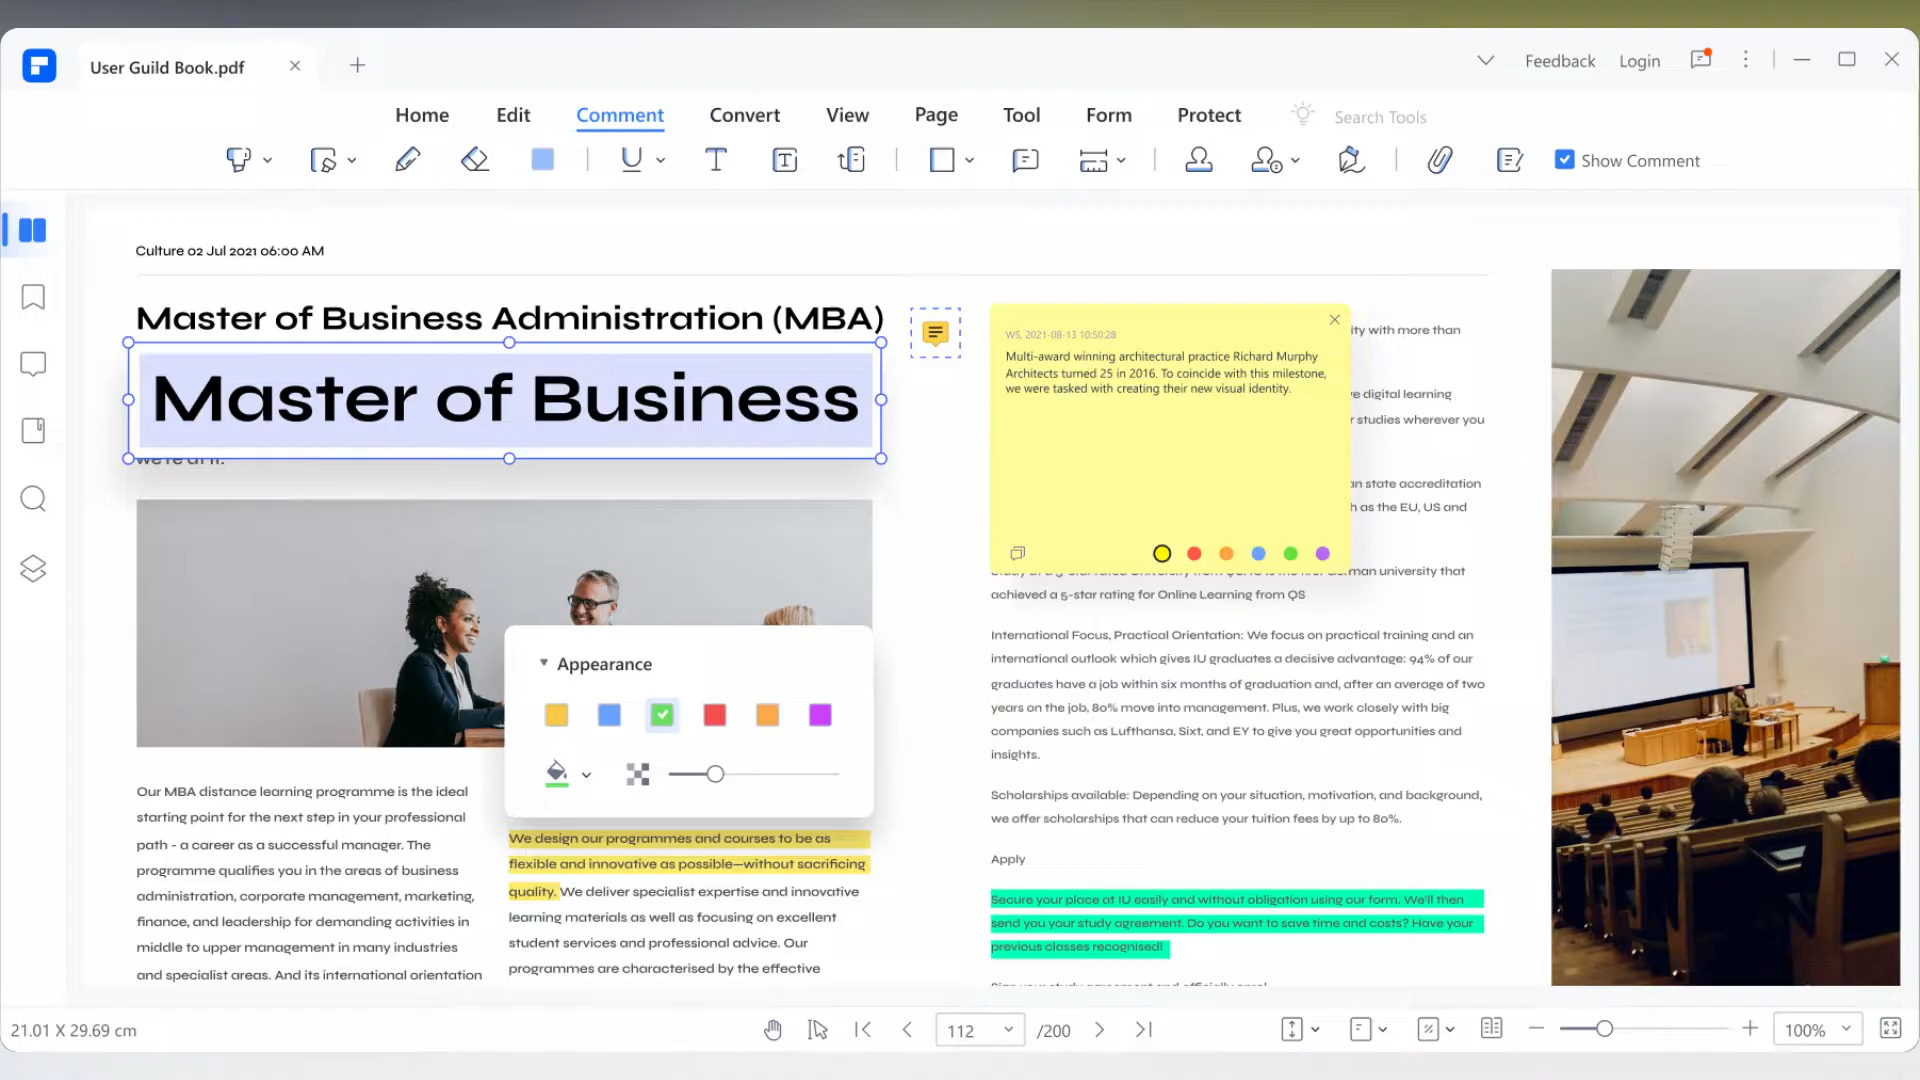 User Guild Book.pdf
Feedback
Login
Home
Edit
Comment
Convert
View
Page
Tool
Form
Protect
Search Tools
Show Comment
Culture 02 Jul 2021 06:00 AM
Master of Business Administration (MBA)
Master of Business
we're at it.
Our MBA distance learning programme is the ideal
starting point for the next step in your professional
path - a career as a successful manager. The
programme qualifies you in the areas of business
administration, corporate management, marketing,
finance, and leadership for demanding activities in
middle to upper management in many industries
and specialist areas. And its international orientation
Appearance
We design our programmes and courses to be as
flexible and innovative as possible—without sacrificing
quality. We deliver specialist expertise and innovative
learning materials as well as focusing on excellent
student services and professional advice. Our
programmes are characterised by the effective
WS, 2021-08-13 10:50:28
Multi-award winning architectural practice Richard Murphy
Architects turned 25 in 2016. To coincide with this milestone,
we were tasked with creating their new visual identity.
ity with more than
e digital learning
r studies wherever you
an state accreditation
h as the EU, US and
man university that
achieved a 5-star rating for Online Learning from QS
International Focus, Practical Orientation: We focus on practical training and an
international outlook which gives IU graduates a decisive advantage: 94% of our
graduates have a job within six months of graduation and, after an average of two
years on the job, 80% move into management. Plus, we work closely with big
companies such as Lufthansa, Sixt, and EY to give you great opportunities and
insights.
Scholarships available: Depending on your situation, motivation, and background,
we offer scholarships that can reduce your tuition fees by up to 80%.
Apply
Secure your place at IU easily and without obligation using our form. We'll then
send you your study agreement. Do you want to save time and costs? Have your
previous classes recognised!
21.01 X 29.69 cm
112
/200
100%